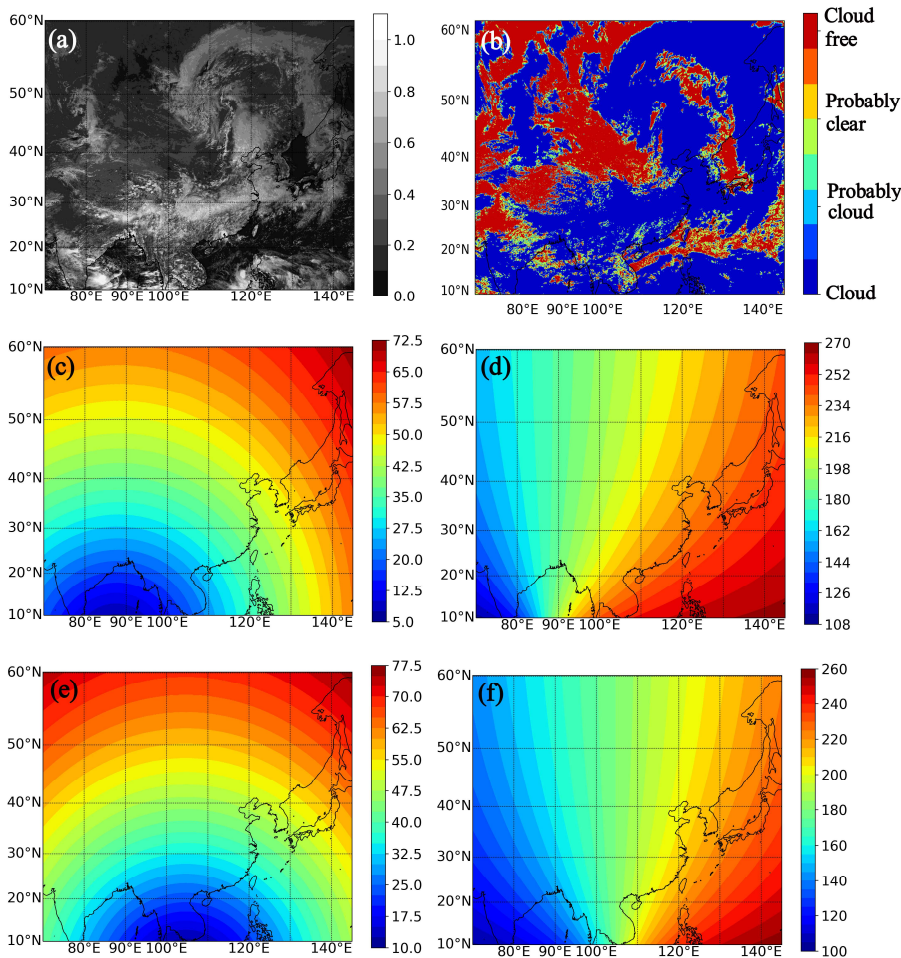 (a)
60°N
50°N
40°N
30°N
20°N
10°N
80°E 90°E 100°E 120°E 140°E
1.0
0.8
0.6
0.4
0.2
0.0
(b)
60°N
50°N
40°N
30°N
20°N
10°N
80°E 90°E 100°E 120°E 140°E
Cloud
free
Probably
clear
Probably
cloud
Cloud
(c)
60°N
50°N
40°N
30°N
20°N
10°N
80°E 90°E 100°E 120°E 140°E
72.5
65.0
57.5
50.0
42.5
35.0
27.5
20.0
12.5
5.0
(d)
60°N
50°N
40°N
30°N
20°N
10°N
80°E 90°E 100°E 120°E 140°E
270
252
234
216
198
180
162
144
126
108
(e)
60°N
50°N
40°N
30°N
20°N
10°N
80°E 90°E 100°E 120°E 140°E
77.5
70.0
62.5
55.0
47.5
40.0
32.5
25.0
17.5
10.0
(f)
60°N
50°N
40°N
30°N
20°N
10°N
80°E 90°E 100°E 120°E 140°E
260
240
220
200
180
160
140
120
100